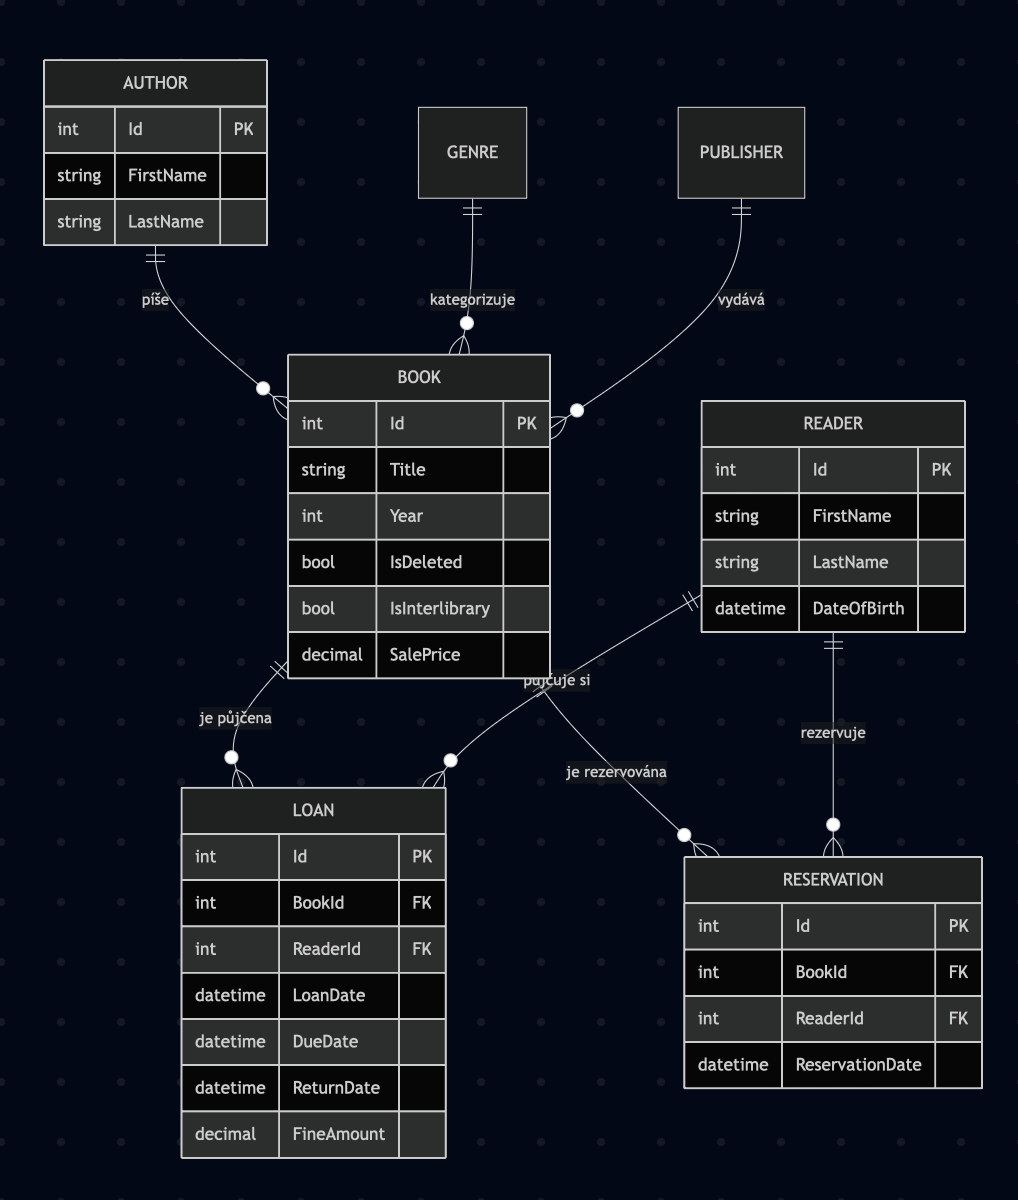 AUTHOR
int Id PK
string FirstName
string LastName
GENRE
PUBLISHER
píše
kategorizuje
vydává
BOOK
int Id PK
string Title
int Year
bool IsDeleted
bool IsInterlibrary
decimal SalePrice
READER
int Id PK
string FirstName
string LastName
datetime DateOfBirth
půjčuje si
je půjčena
rezervuje
je rezervována
LOAN
int Id PK
int BookId FK
int ReaderId FK
datetime LoanDate
datetime DueDate
datetime ReturnDate
decimal FineAmount
RESERVATION
int Id PK
int BookId FK
int ReaderId FK
datetime ReservationDate